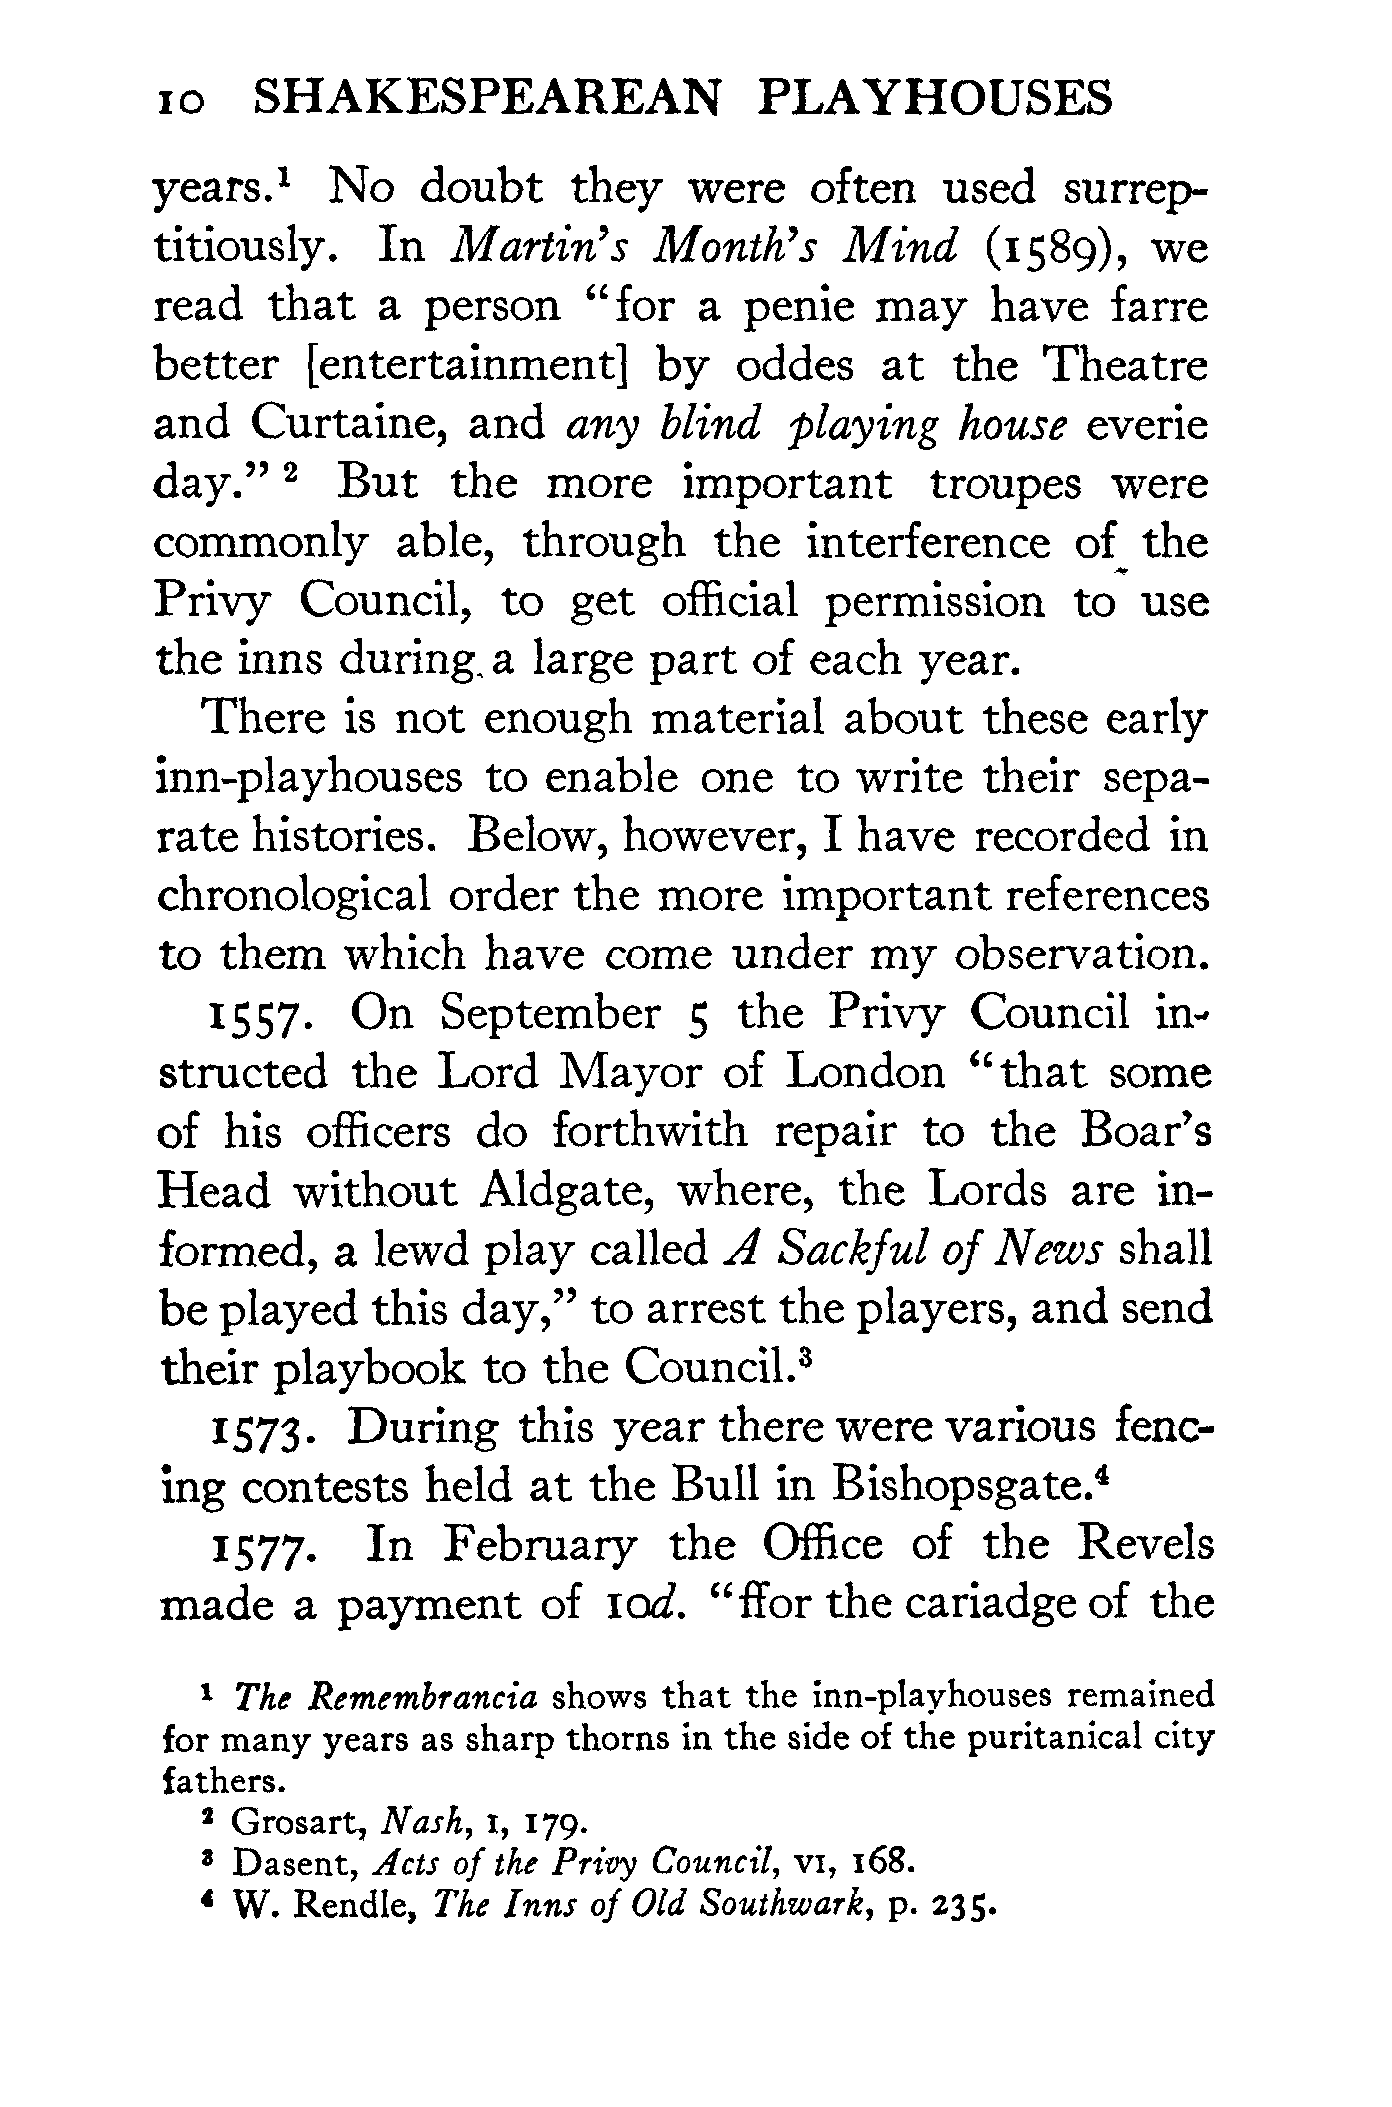 10 SHAKESPEAREAN PLAYHOUSES
years.¹ No doubt they were often used surrep-
titiously. In Martin's Month's Mind (1589), we
read that a person "for a penie may have farre
better [entertainment] by oddes at the Theatre
and Curtaine, and any blind playing house everie
day." ² But the more important troupes were
commonly able, through the interference of the
Privy Council, to get official permission to use
the inns during a large part of each year.
There is not enough material about these early
inn-playhouses to enable one to write their sepa-
rate histories. Below, however, I have recorded in
chronological order the more important references
to them which have come under my observation.
1557. On September 5 the Privy Council in-
structed the Lord Mayor of London "that some
of his officers do forthwith repair to the Boar's
Head without Aldgate, where, the Lords are in-
formed, a lewd play called A Sackful of News shall
be played this day," to arrest the players, and send
their playbook to the Council.³
1573. During this year there were various fenc-
ing contests held at the Bull in Bishopsgate.⁴
1577. In February the Office of the Revels
made a payment of 10d. "ffor the cariadge of the
¹ The Remembrancia shows that the inn-playhouses remained
for many years as sharp thorns in the side of the puritanical city
fathers.
² Grosart, Nash, I, 179.
³ Dasent, Acts of the Privy Council, VI, 168.
⁴ W. Rendle, The Inns of Old Southwark, p. 235.